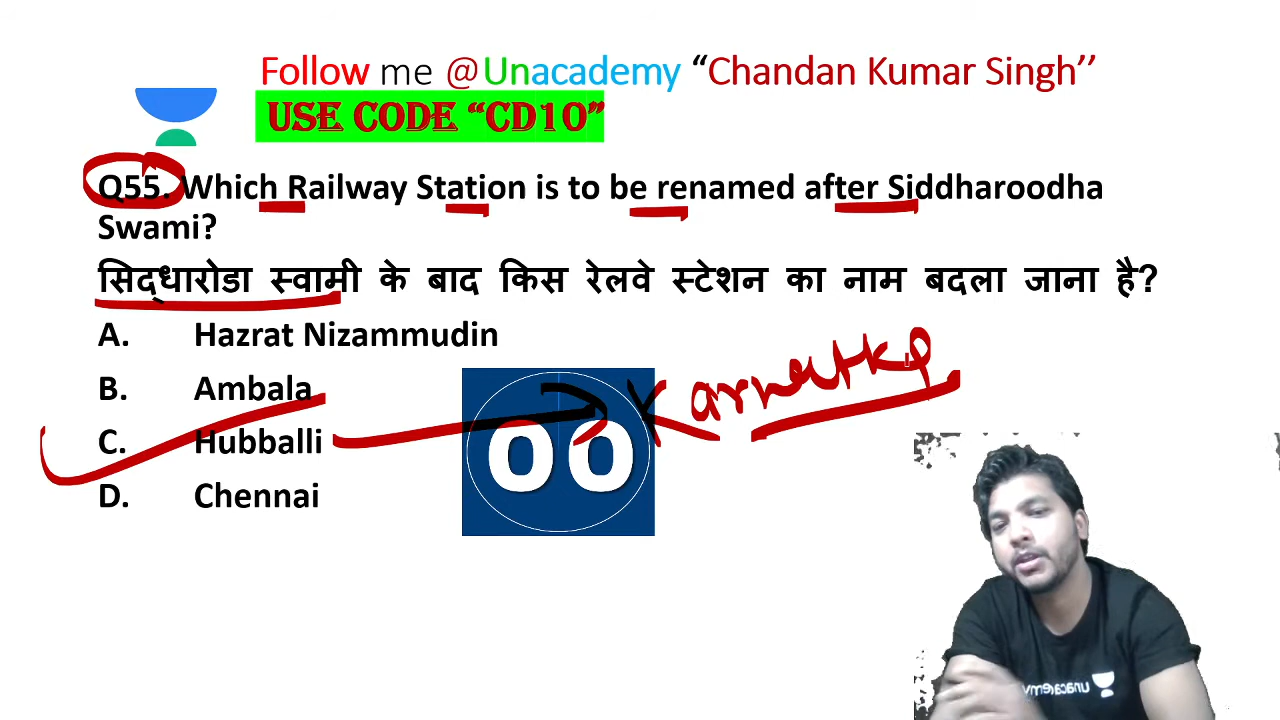 Follow me @Unacademy “Chandan Kumar Singh’’
USE CODE “CD10”
Q55. Which Railway Station is to be renamed after Siddharoodha
Swami?
सिद्धारोडा स्वामी के बाद किस रेलवे स्टेशन का नाम बदला जाना है?
A. Hazrat Nizammudin
B. Ambala
C. Hubballi
D. Chennai
00
Karnatka
unacademy